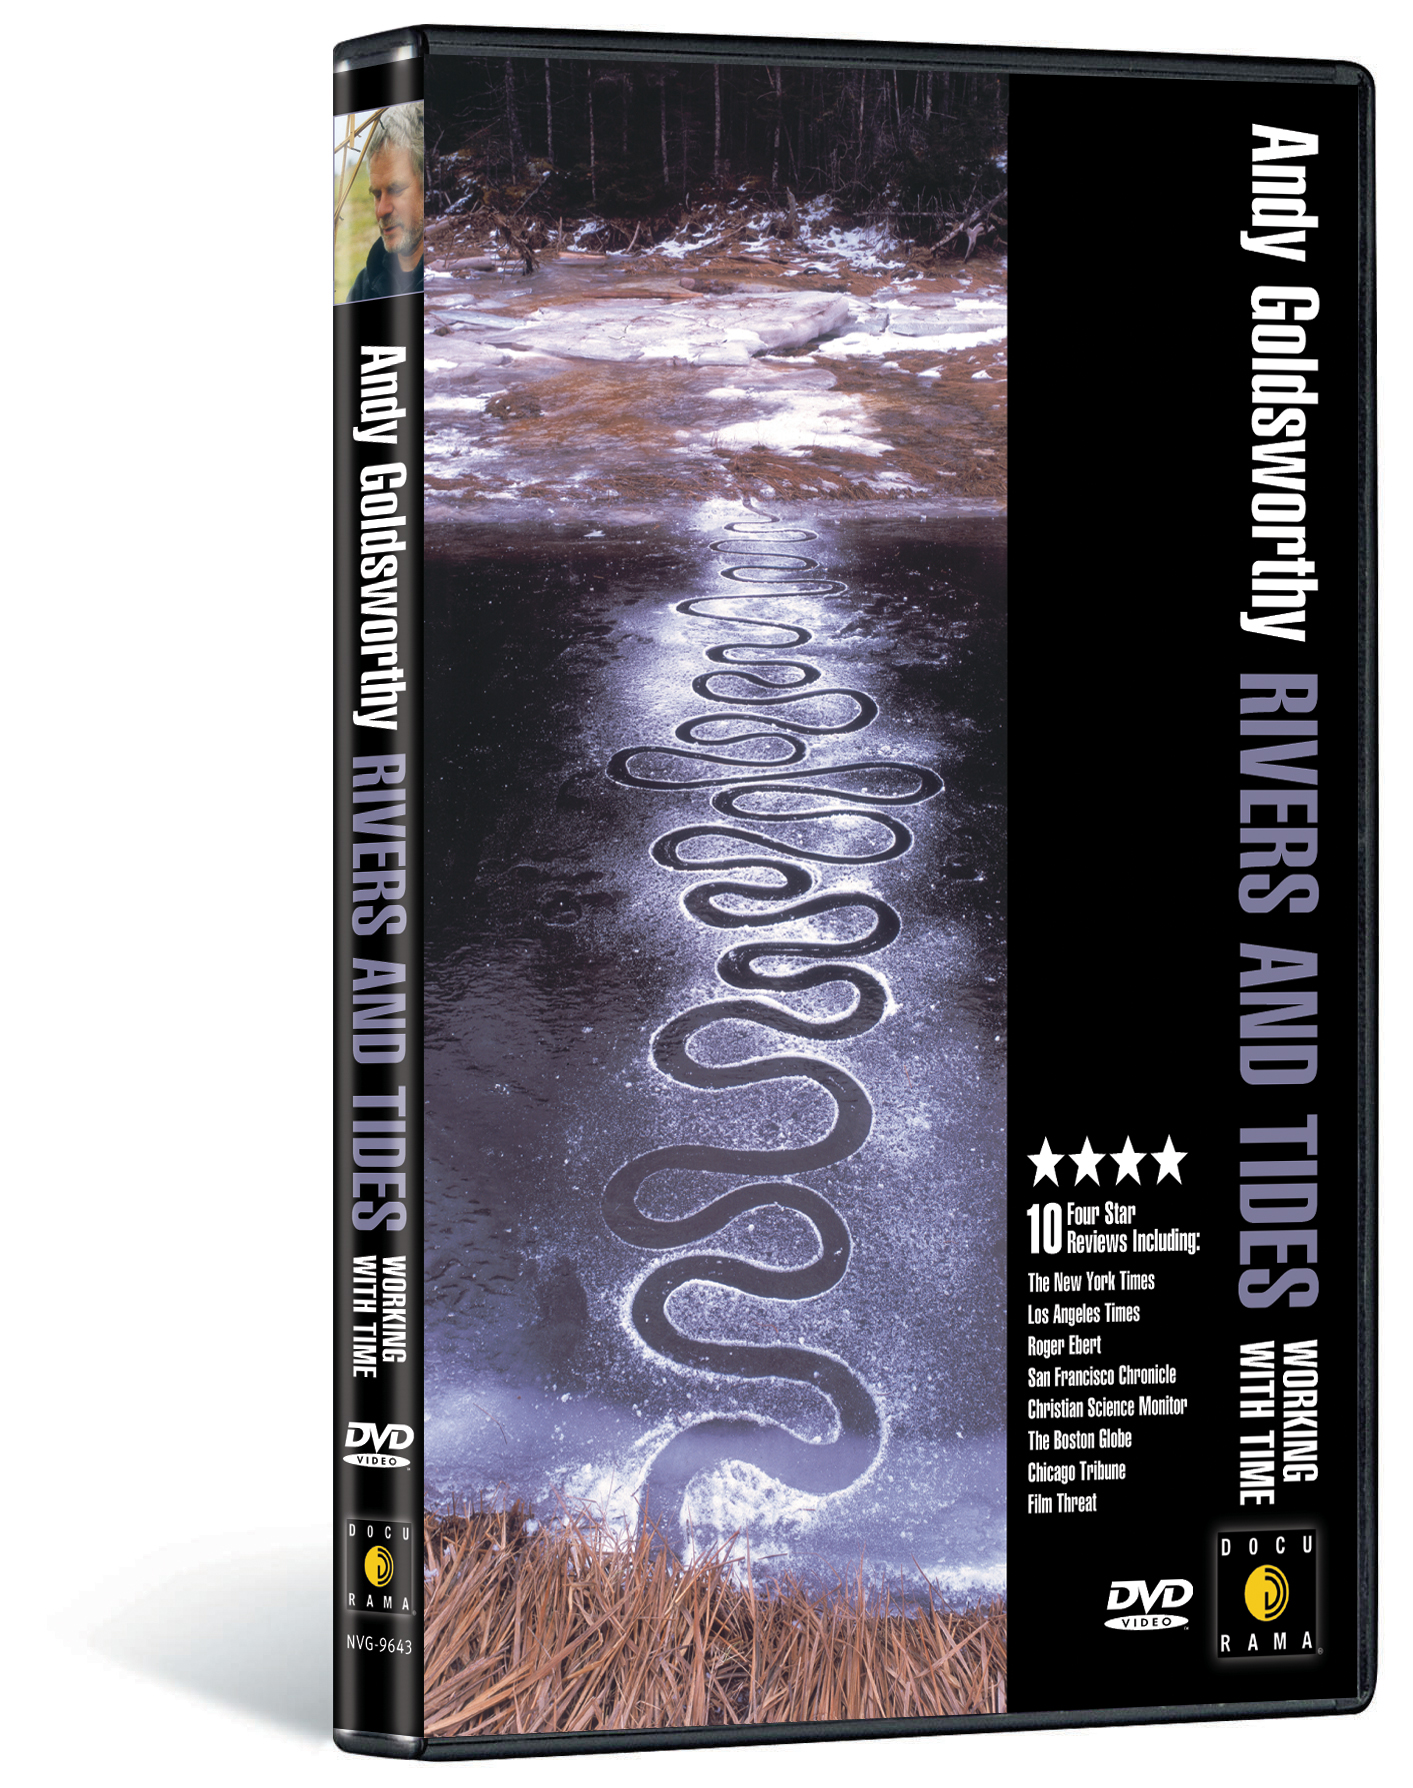 Andy Goldsworthy RIVERS AND TIDES
WORKING
WITH TIME
DVD
VIDEO
DOCU
RAMA
NVG-9643
Andy Goldsworthy RIVERS AND TIDES
WORKING
WITH TIME
10 Four Star
Reviews Including:
The New York Times
Los Angeles Times
Roger Ebert
San Francisco Chronicle
Christian Science Monitor
The Boston Globe
Chicago Tribune
Film Threat
DVD
VIDEO
DOCU
RAMA